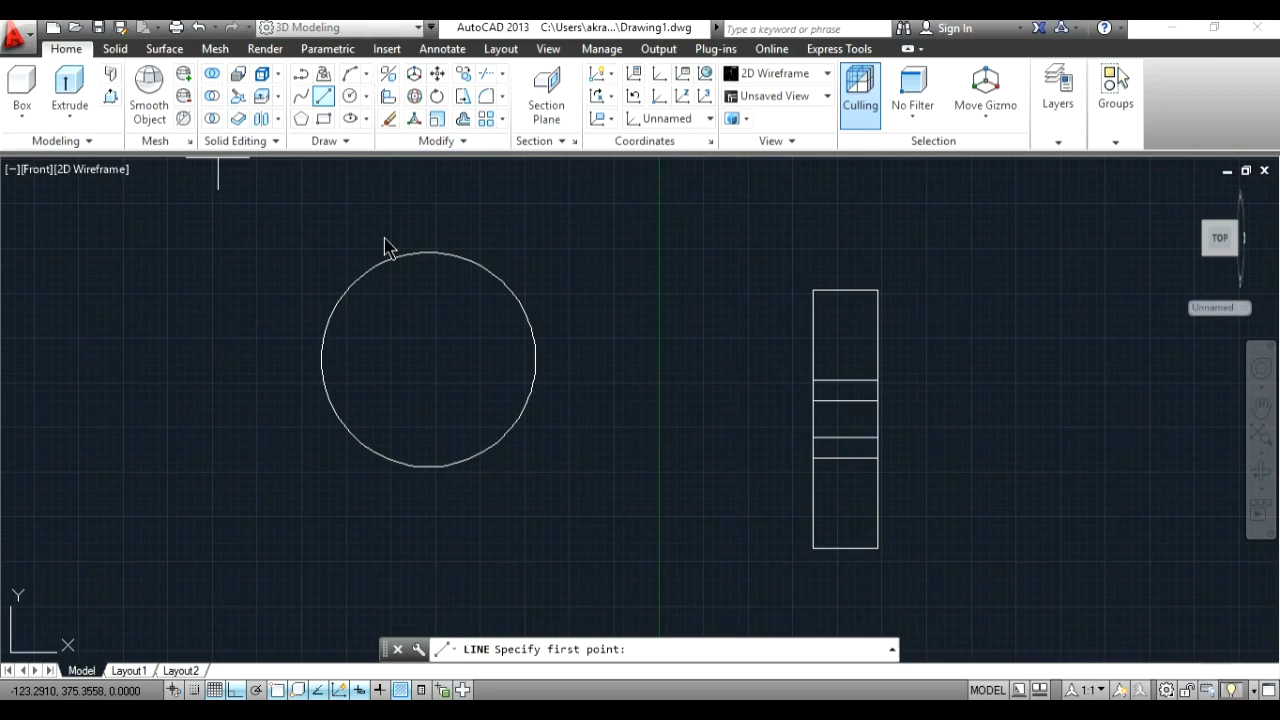 3D Modeling
AutoCAD 2013 C:\Users\akra...\Drawing1.dwg
Type a keyword or phrase
Sign In
Home Solid Surface Mesh Render Parametric Insert Annotate Layout View Manage Output Plug-ins Online Express Tools
2D Wireframe
Unsaved View
Unnamed
Box
Extrude
Smooth
Object
Section
Plane
Culling
No Filter
Move Gizmo
Layers
Groups
Modeling Mesh Solid Editing Draw Modify Section Coordinates View Selection
[−][Front][2D Wireframe]
TOP
Unnamed
Y
X
LINE Specify first point:
Model Layout1 Layout2
-123.2910, 375.3558, 0.0000
MODEL
1:1